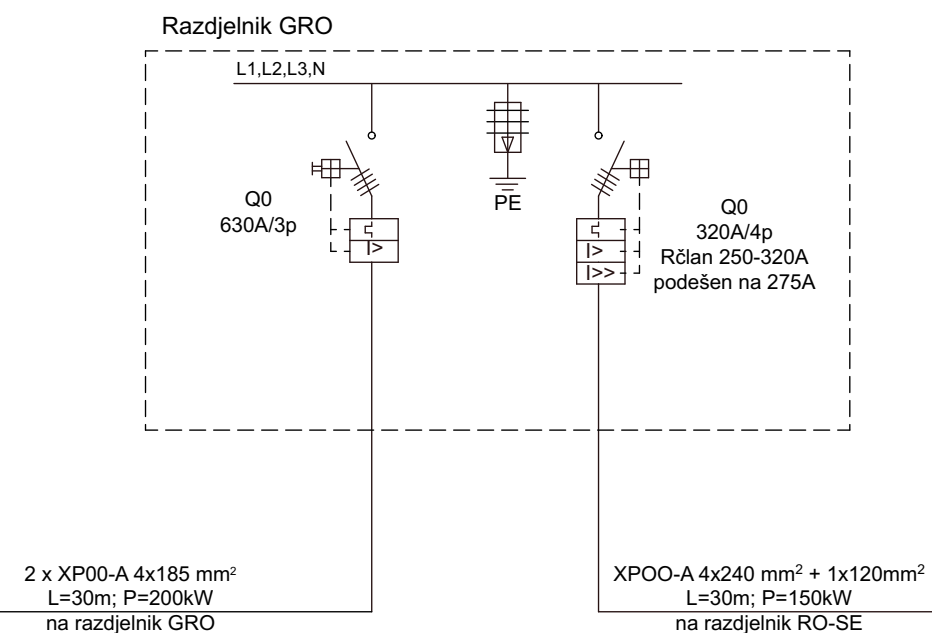 Razdjelnik GRO
L1,L2,L3,N
Q0
630A/3p
I>
PE
I>
I>>
Q0
320A/4p
Rčlan 250-320A
podešen na 275A
2 x XP00-A 4x185 mm²
L=30m; P=200kW
na razdjelnik GRO
XPOO-A 4x240 mm² + 1x120mm²
L=30m; P=150kW
na razdjelnik RO-SE